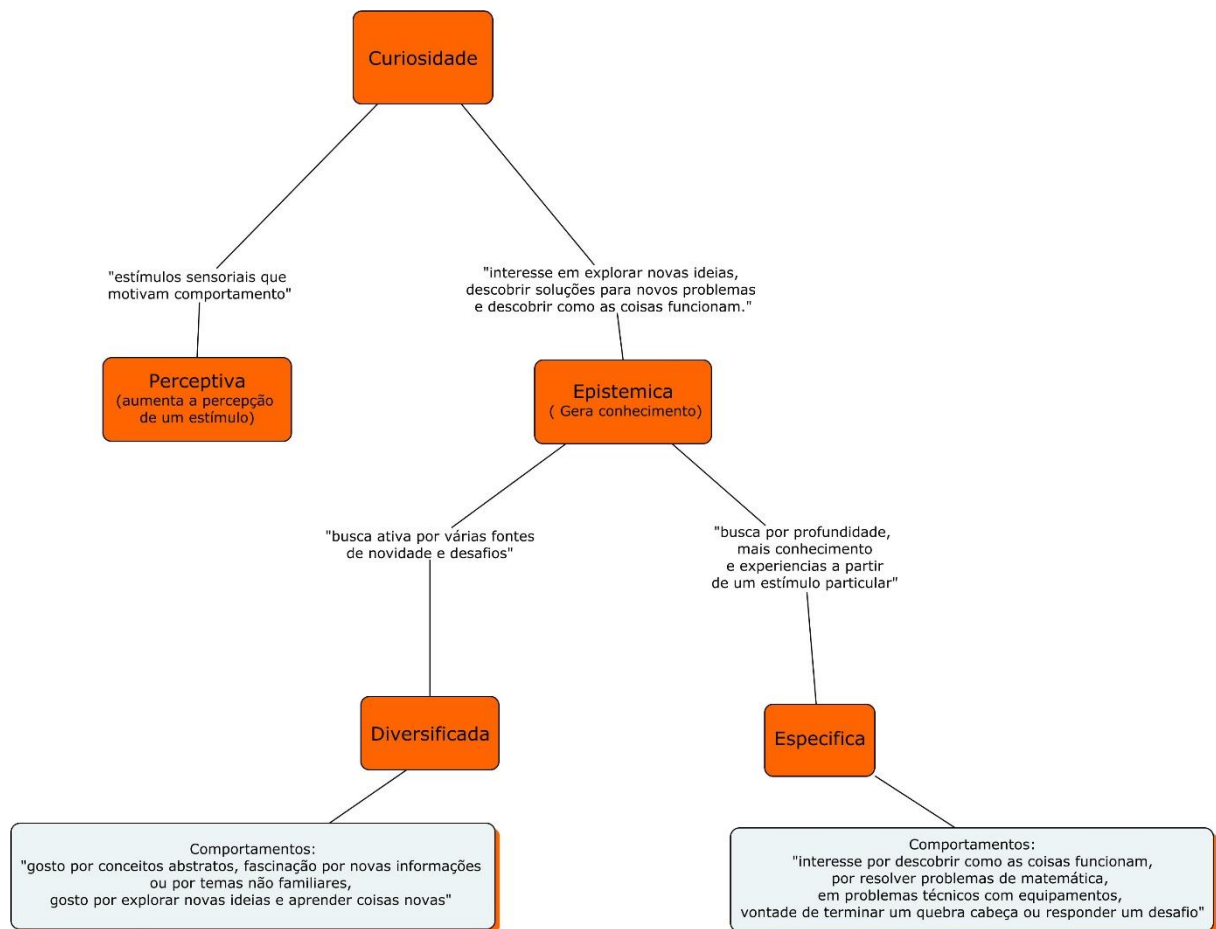 Curiosidade
"estímulos sensoriais que
motivam comportamento"
"interesse em explorar novas ideias,
descobrir soluções para novos problemas
e descobrir como as coisas funcionam."
Perceptiva
(aumenta a percepção
de um estímulo)
Epistemica
( Gera conhecimento)
"busca ativa por várias fontes
de novidade e desafios"
"busca por profundidade,
mais conhecimento
e experiencias a partir
de um estímulo particular"
Diversificada
Especifica
Comportamentos:
"gosto por conceitos abstratos, fascinação por novas informações
ou por temas não familiares,
gosto por explorar novas ideias e aprender coisas novas"
Comportamentos:
"interesse por descobrir como as coisas funcionam,
por resolver problemas de matemática,
em problemas técnicos com equipamentos,
vontade de terminar um quebra cabeça ou responder um desafio"